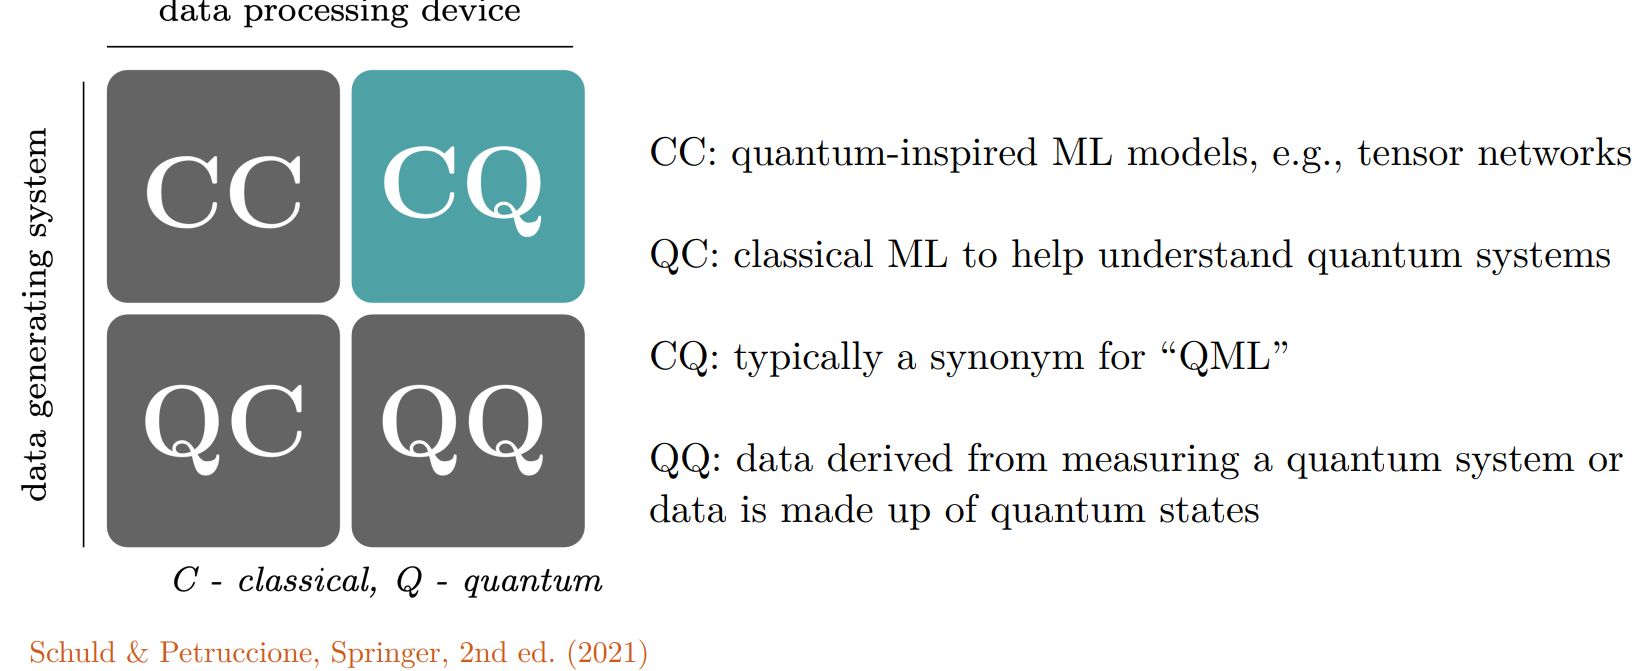 data processing device
data generating system
CC
CQ
QC
QQ
C - classical, Q - quantum
CC: quantum-inspired ML models, e.g., tensor networks
QC: classical ML to help understand quantum systems
CQ: typically a synonym for “QML”
QQ: data derived from measuring a quantum system or
data is made up of quantum states
Schuld & Petruccione, Springer, 2nd ed. (2021)